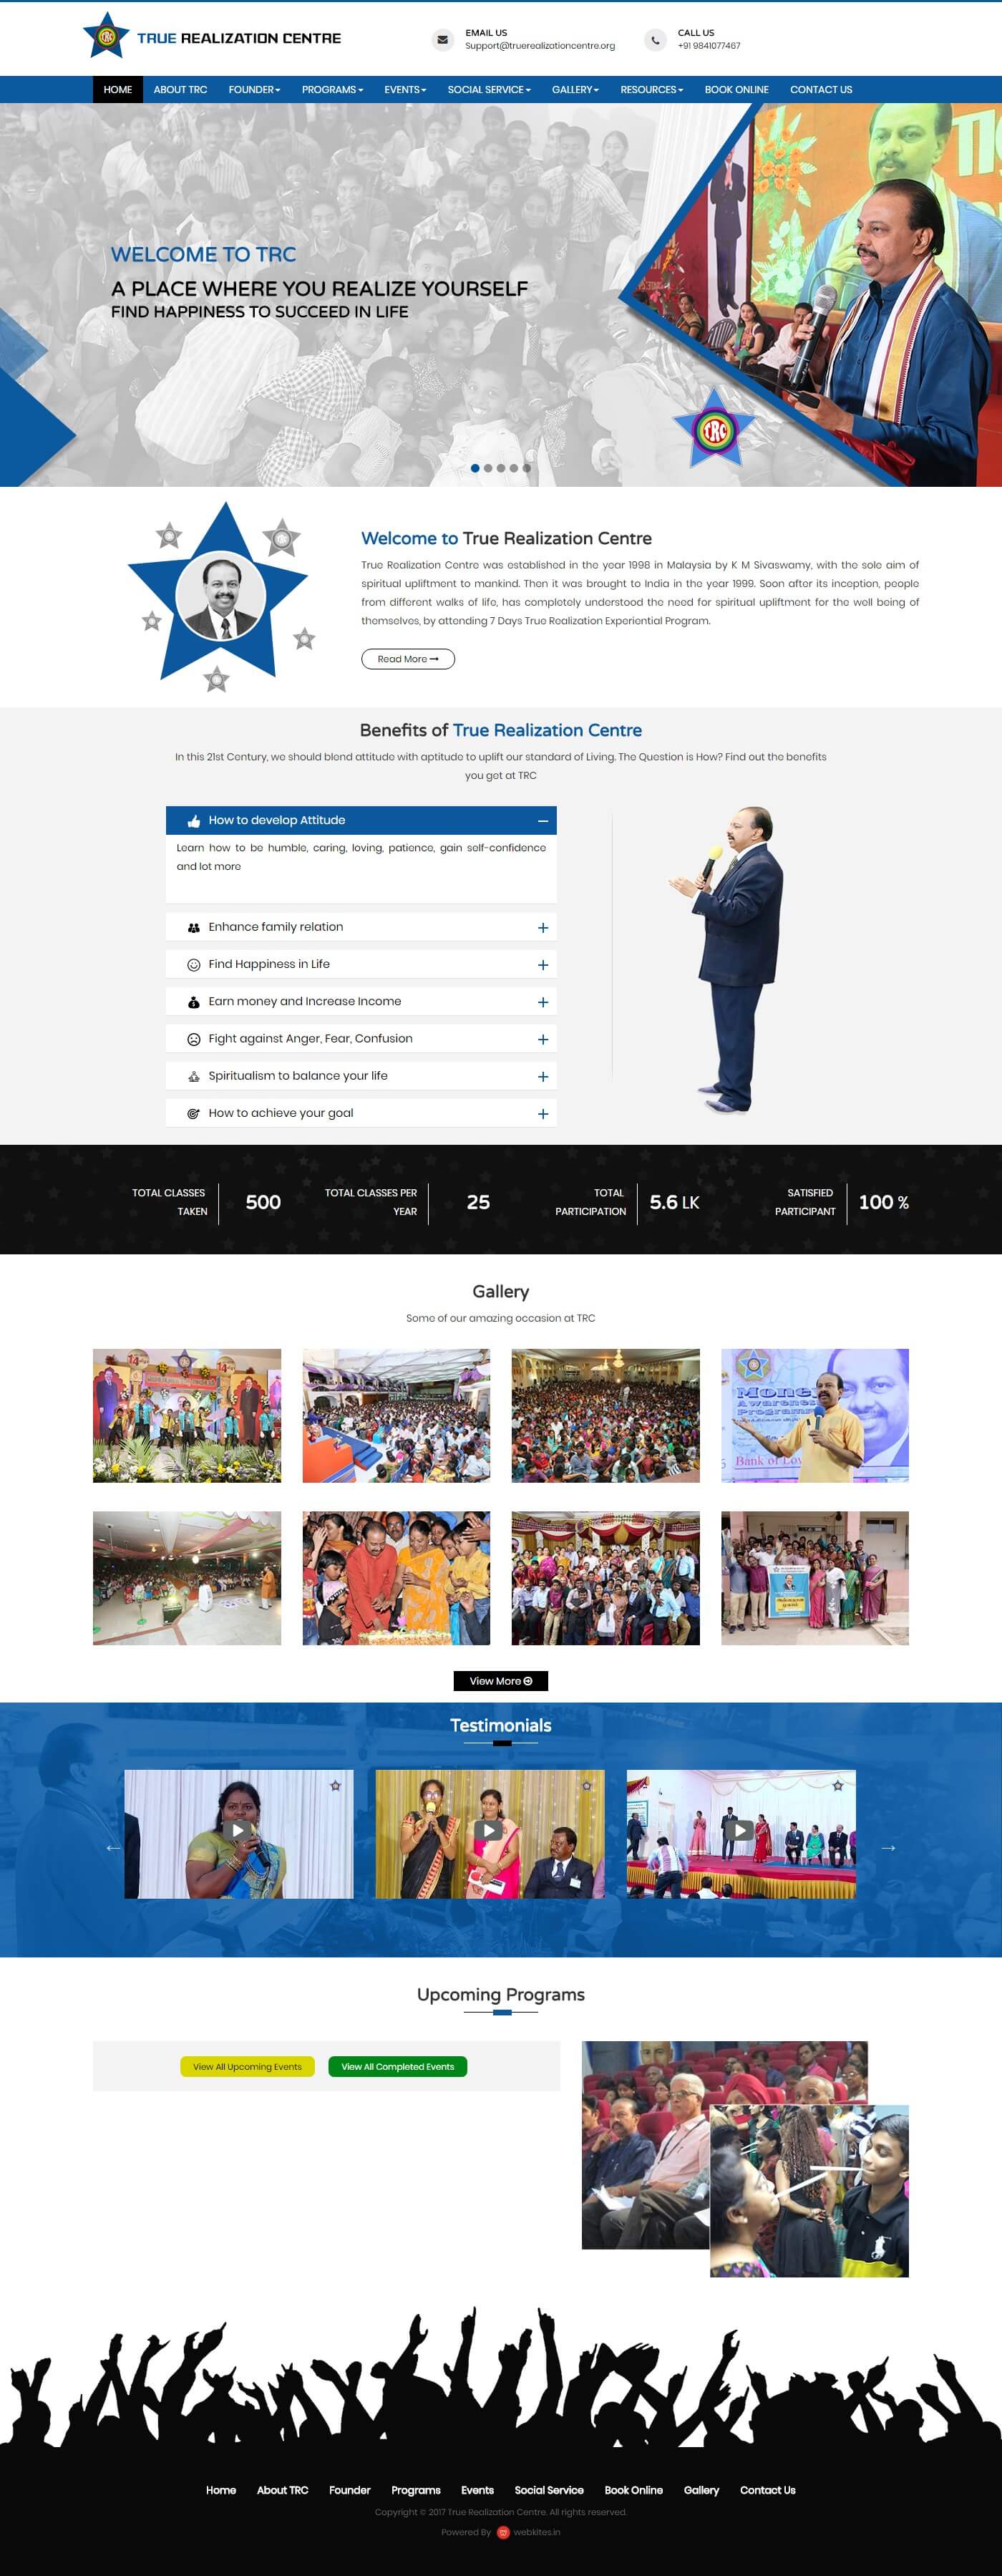 TRUE REALIZATION CENTRE
EMAIL US
Support@truerealizationcentre.org
CALL US
+91 9841077467
HOME
ABOUT TRC
FOUNDER
PROGRAMS
EVENTS
SOCIAL SERVICE
GALLERY
RESOURCES
BOOK ONLINE
CONTACT US
WELCOME TO TRC
A PLACE WHERE YOU REALIZE YOURSELF
FIND HAPPINESS TO SUCCEED IN LIFE
TRC
Welcome to True Realization Centre
True Realization Centre was established in the year 1998 in Malaysia by K M Sivaswamy, with the sole aim of
spiritual upliftment to mankind. Then it was brought to India in the year 1999. Soon after its inception, people
from different walks of life, has completely understood the need for spiritual upliftment for the well being of
themselves, by attending 7 Days True Realization Experiential Program.
Read More
Benefits of True Realization Centre
In this 21st Century, we should blend attitude with aptitude to uplift our standard of Living. The Question is How? Find out the benefits
you get at TRC
How to develop Attitude
Learn how to be humble, caring, loving, patience, gain self-confidence
and lot more
Enhance family relation
Find Happiness in Life
Earn money and Increase Income
Fight against Anger, Fear, Confusion
Spiritualism to balance your life
How to achieve your goal
TOTAL CLASSES
TAKEN
500
TOTAL CLASSES PER
YEAR
25
TOTAL
PARTICIPATION
5.6 LK
SATISFIED
PARTICIPANT
100 %
Gallery
Some of our amazing occasion at TRC
Awareness
Bank of
View More
Testimonials
Upcoming Programs
View All Upcoming Events
View All Completed Events
Home
About TRC
Founder
Programs
Events
Social Service
Book Online
Gallery
Contact Us
Copyright © 2017 True Realization Centre. All rights reserved.
Powered By webkites.in